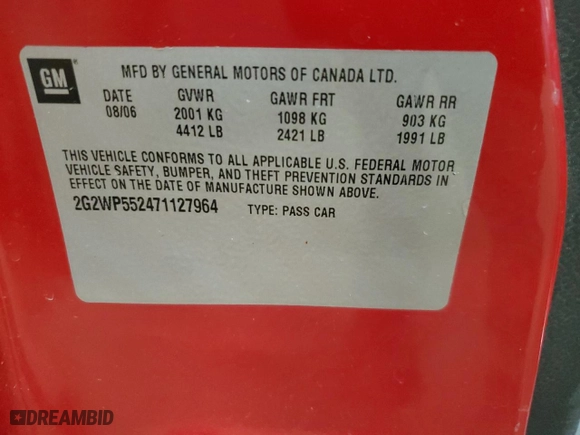 GM
MFD BY GENERAL MOTORS OF CANADA LTD.
DATE GVWR GAWR FRT GAWR RR
08/06 2001 KG 1098 KG 903 KG
4412 LB 2421 LB 1991 LB
THIS VEHICLE CONFORMS TO ALL APPLICABLE U.S. FEDERAL MOTOR
VEHICLE SAFETY, BUMPER, AND THEFT PREVENTION STANDARDS IN
EFFECT ON THE DATE OF MANUFACTURE SHOWN ABOVE.
2G2WP552471127964 TYPE: PASS CAR
DREAMBID